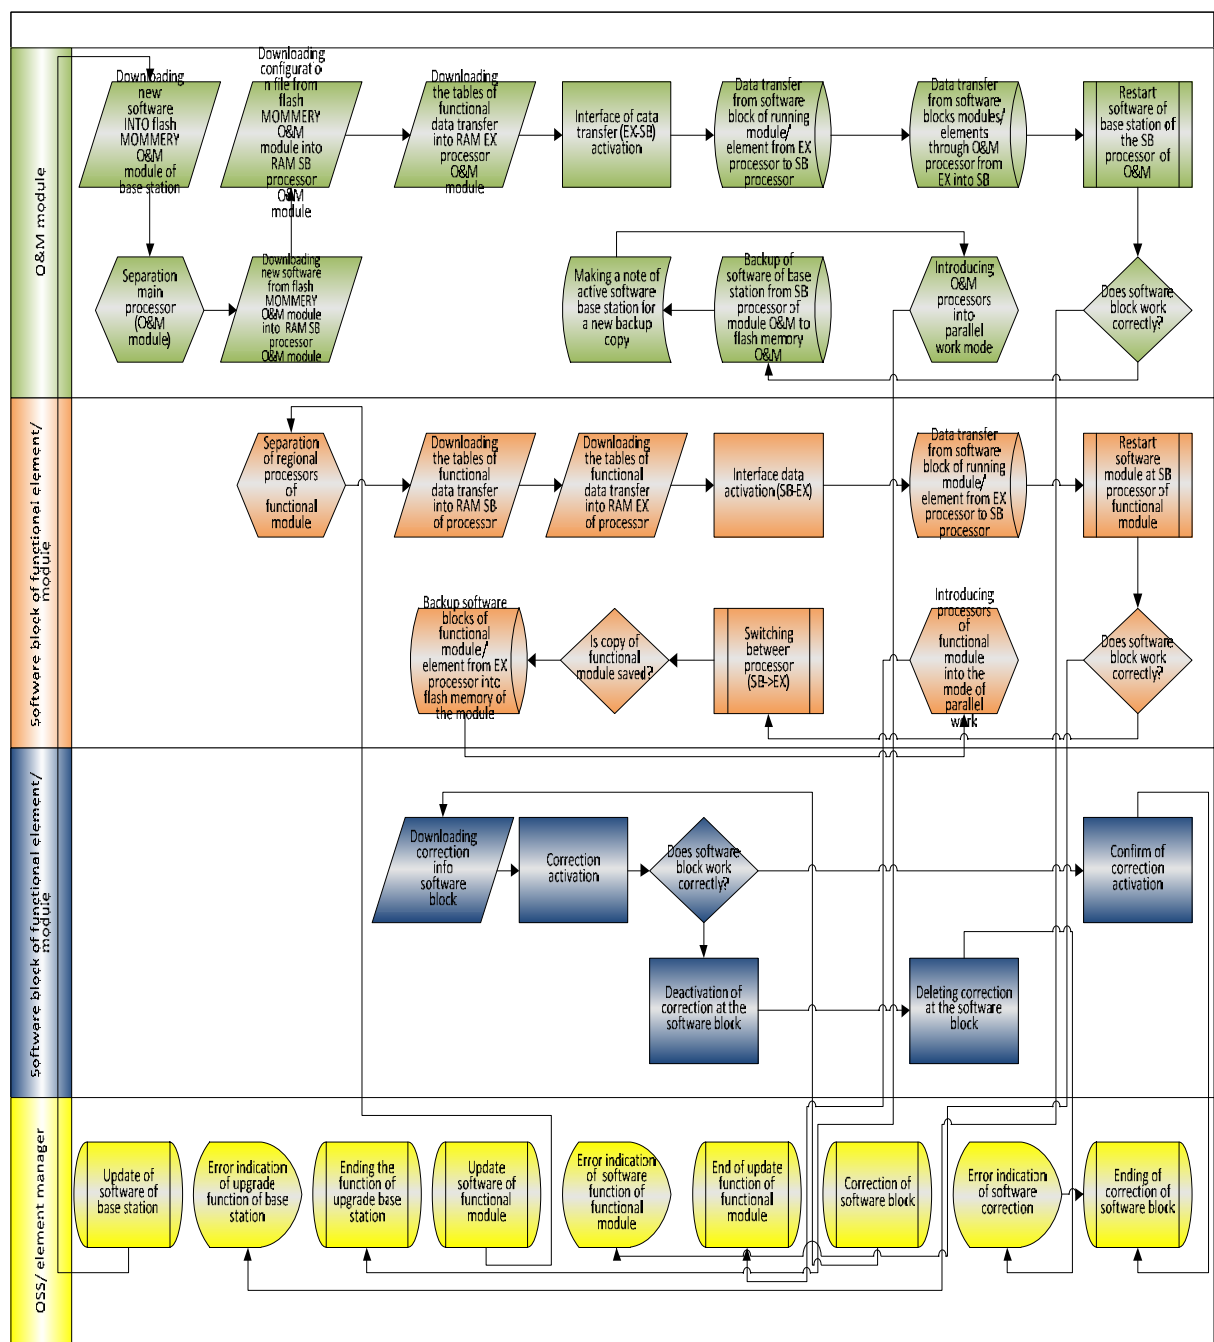 O&M module
Downloading
new
software
INTO flash
MOMMERY
O&M
module of
base station
Downloading
configuratio
n file from
flash
MOMMERY
O&M
module into
RAM SB
processor
O&M
module
Downloading
the tables of
functional
data transfer
into RAM EX
processor
O&M module
Interface of cata
transfer (EX-SB)
activation
Data transfer
from software
block of running
module/
element from EX
processor to SB
processor
Data transfer
from software
blocks modules/
elements
through O&M
processor from
EX into SB
Restart
software of
base station of
the SB
processor of
O&M
Separation
main
processor
(O&M
module)
Downloading
new software
from flash
MOMMERY
O&M module
into RAM SB
processor
O&M module
Making a note of
active software
base station for
a new backup
copy
Backup of
software of base
station from SB
processor of
module O&M to
flash memory
O&M
Introducing
O&M
processors
into
parallel
work mode
Does software
block work
correctly?
Software block of functional element/
module
Separation
of regional
processors
of
functional
module
Downloading
the tables of
functional
data transfer
into RAM SB
of processor
Downloading
the tables of
functional
data transfer
into RAM EX
of processor
Interface data
activation (SB-EX)
Data transfer
from software
block of running
module/
element from EX
processor to SB
processor
Restart
software
module at SB
processor of
functional
module
Backup software
blocks of
functional
module/
element from EX
processor into
flash memory of
the module
Is copy of
functional
module saved?
Switching
between
processor
(SB->EX)
Introducing
processors of
functional
module
into the
mode of
parallel
work
Does software
block work
correctly?
Software block of functional element/
module
Downloading
correction
info
software
block
Correction
activation
Does software
block work
correctly?
Confirm of
correction
activation
Deactivation of
correction at the
software block
Deleting correction
at the software
block
OSS/ element manager
Update of
software of
base station
Error indication
of upgrade
function of base
station
Ending the
function of
upgrade base
station
Update
software of
functional
module
Error indication
of software
function of
functional
module
End of update
function of
functional
module
Correction of
software block
Error indication
of software
correction
Ending of
correction of
software block